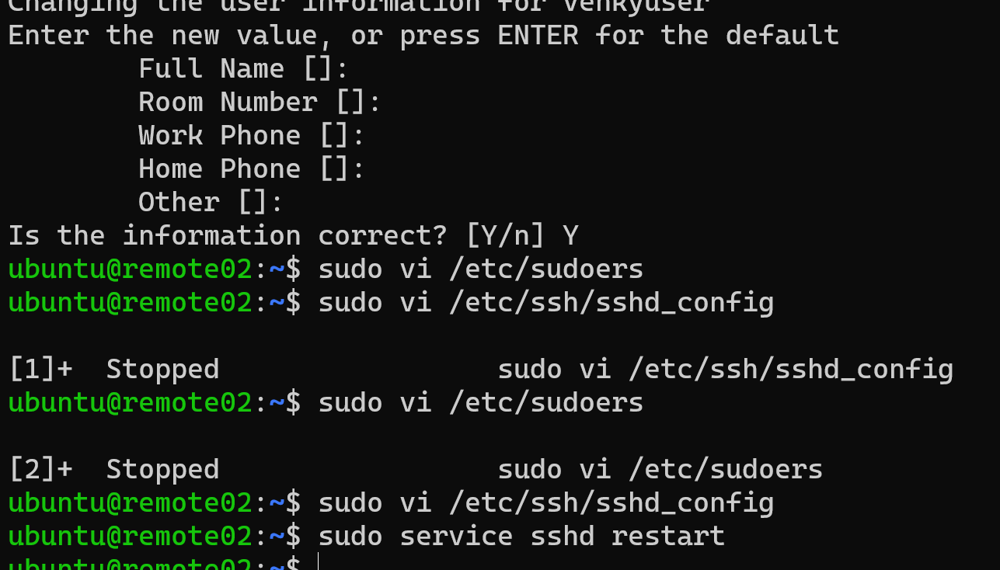 Changing the user information for venkyuser
Enter the new value, or press ENTER for the default
        Full Name []:
        Room Number []:
        Work Phone []:
        Home Phone []:
        Other []:
Is the information correct? [Y/n] Y
ubuntu@remote02:~$ sudo vi /etc/sudoers
ubuntu@remote02:~$ sudo vi /etc/ssh/sshd_config

[1]+  Stopped                 sudo vi /etc/ssh/sshd_config
ubuntu@remote02:~$ sudo vi /etc/sudoers

[2]+  Stopped                 sudo vi /etc/sudoers
ubuntu@remote02:~$ sudo vi /etc/ssh/sshd_config
ubuntu@remote02:~$ sudo service sshd restart
ubuntu@remote02:~$